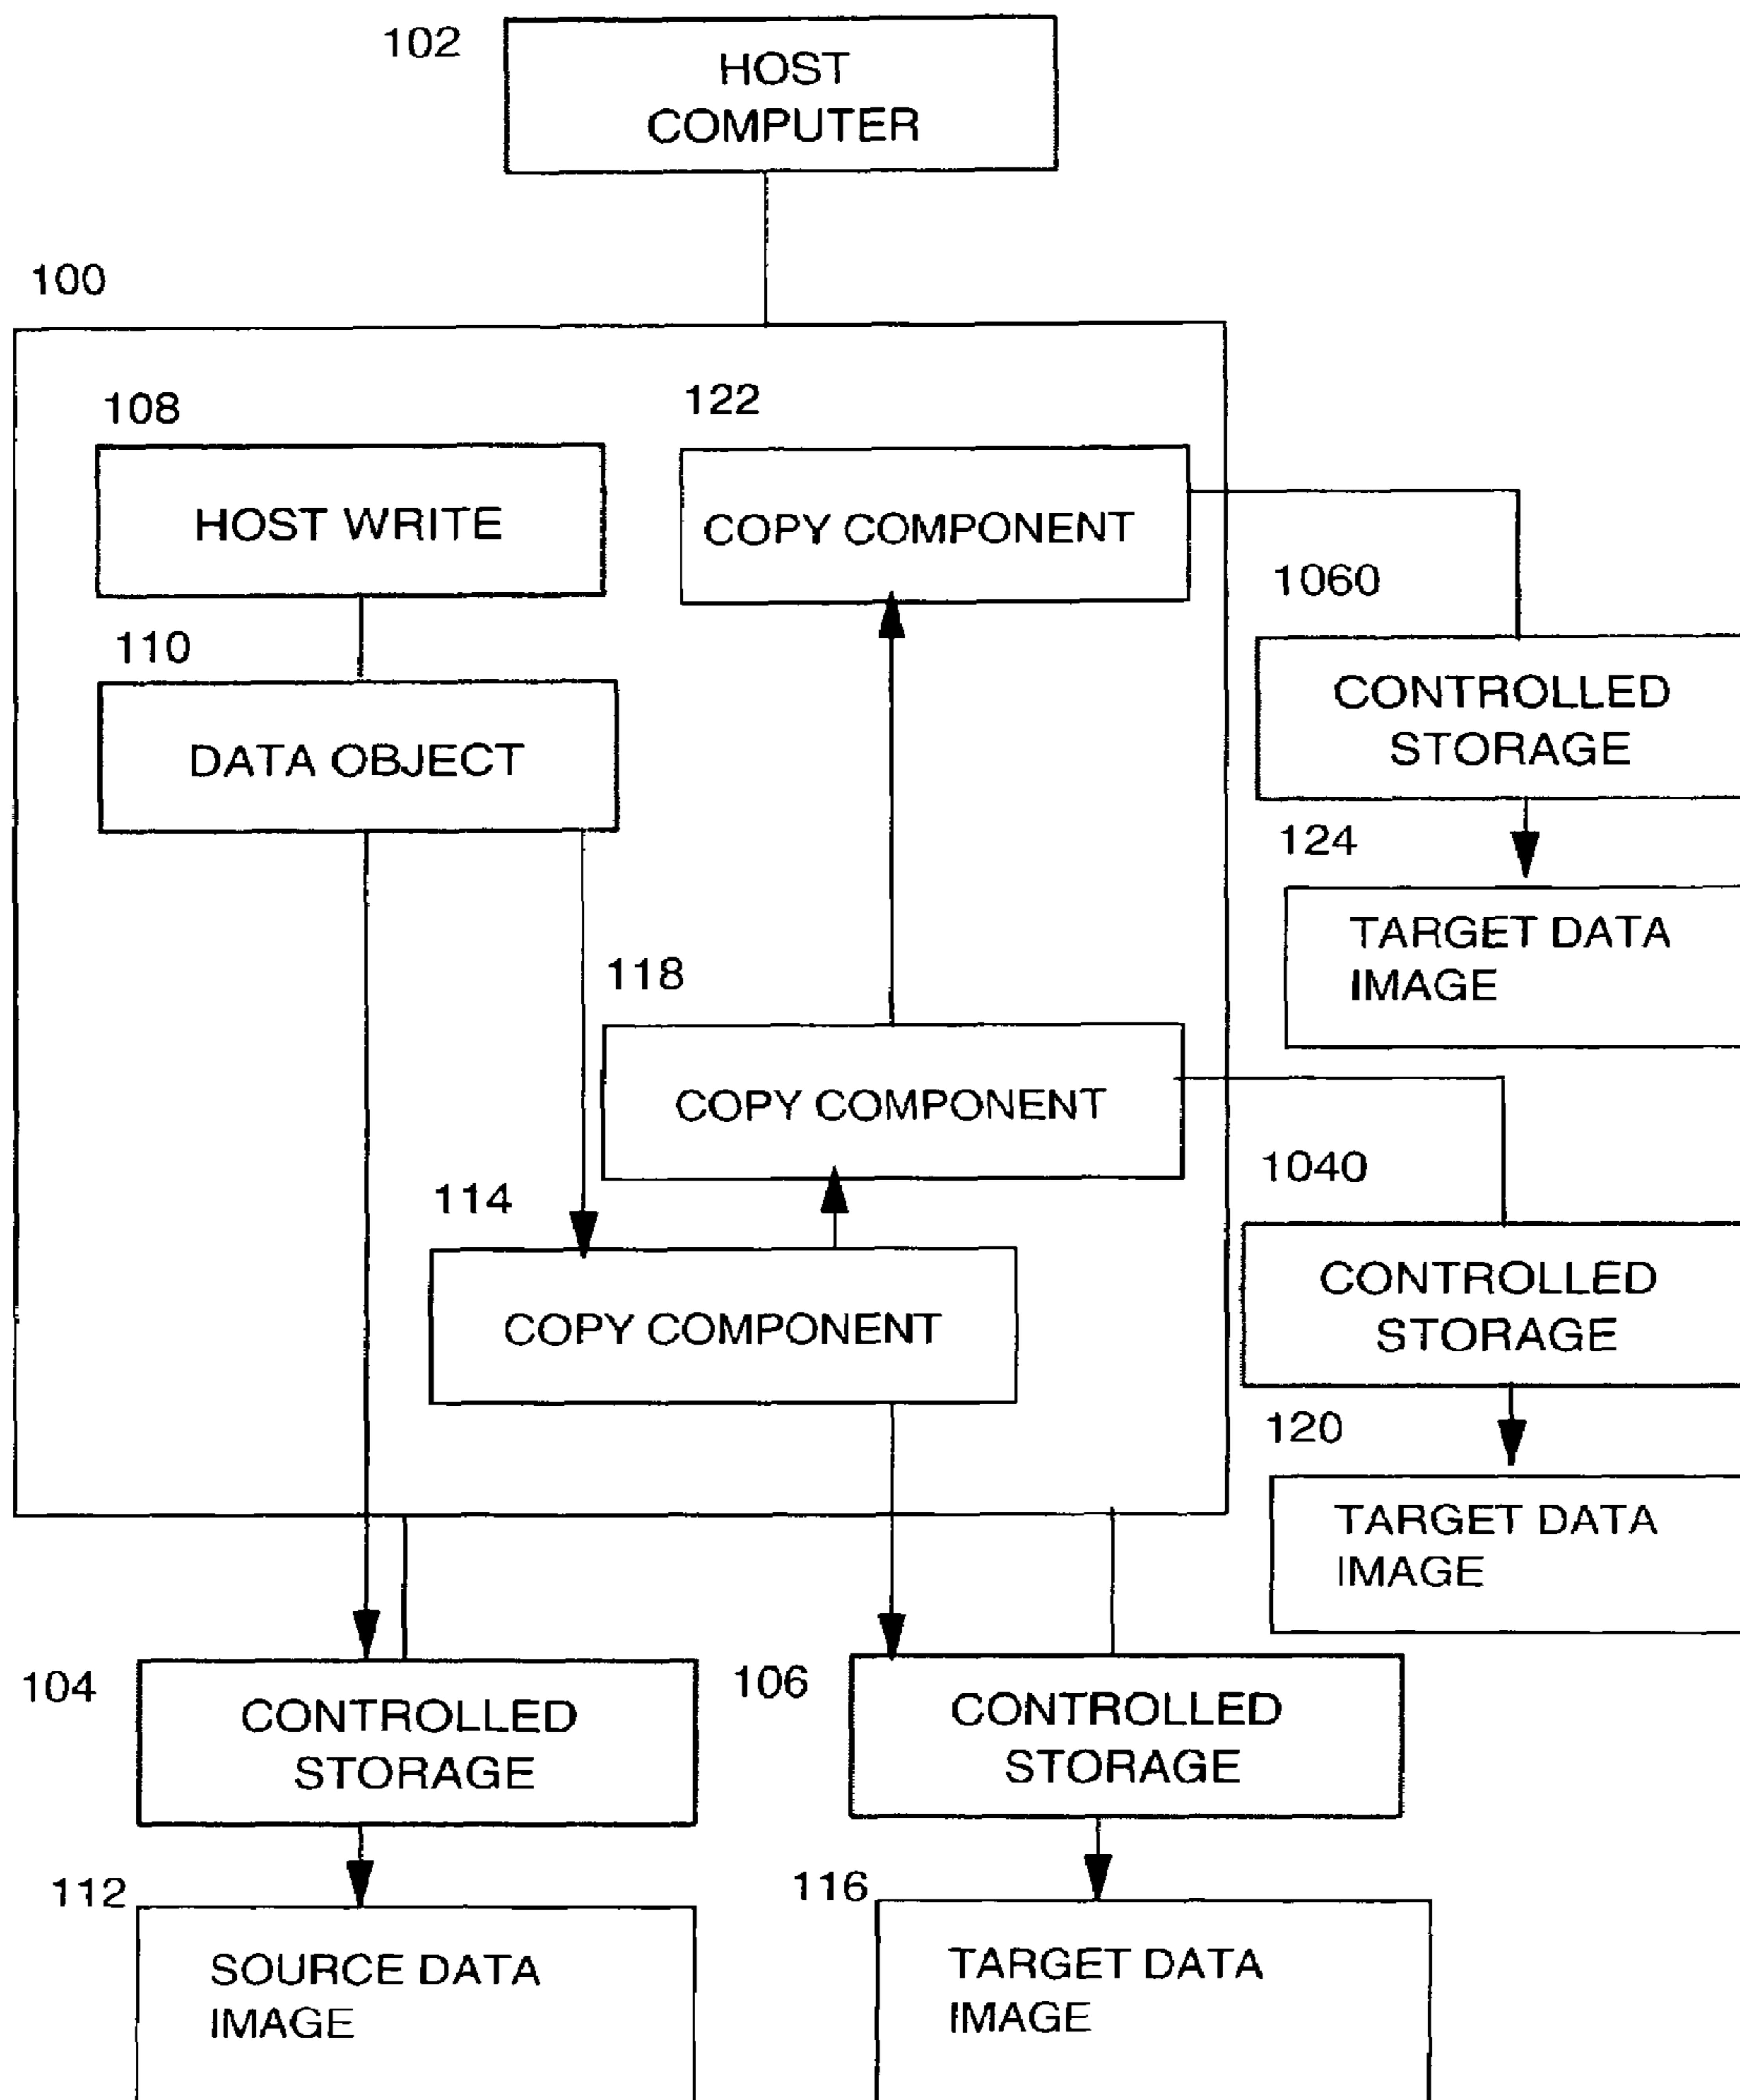 102
HOST
COMPUTER
100
108
HOST WRITE
122
COPY COMPONENT
110
DATA OBJECT
1060
CONTROLLED
STORAGE
124
TARGET DATA
IMAGE
118
COPY COMPONENT
114
COPY COMPONENT
1040
CONTROLLED
STORAGE
120
TARGET DATA
IMAGE
104
CONTROLLED
STORAGE
106
CONTROLLED
STORAGE
112
SOURCE DATA
IMAGE
116
TARGET DATA
IMAGE